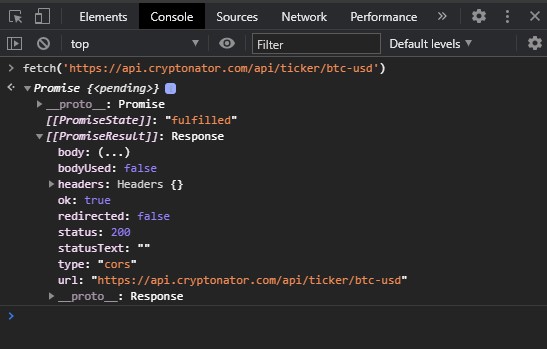 Elements Console Sources Network Performance »
top ▼ Filter Default levels ▼
> fetch('https://api.cryptonator.com/api/ticker/btc-usd')
<· ▼ Promise {<pending>} i
▶ __proto__: Promise
[[PromiseState]]: "fulfilled"
▼ [[PromiseResult]]: Response
body: (...)
bodyUsed: false
▶ headers: Headers {}
ok: true
redirected: false
status: 200
statusText: ""
type: "cors"
url: "https://api.cryptonator.com/api/ticker/btc-usd"
▶ __proto__: Response
>